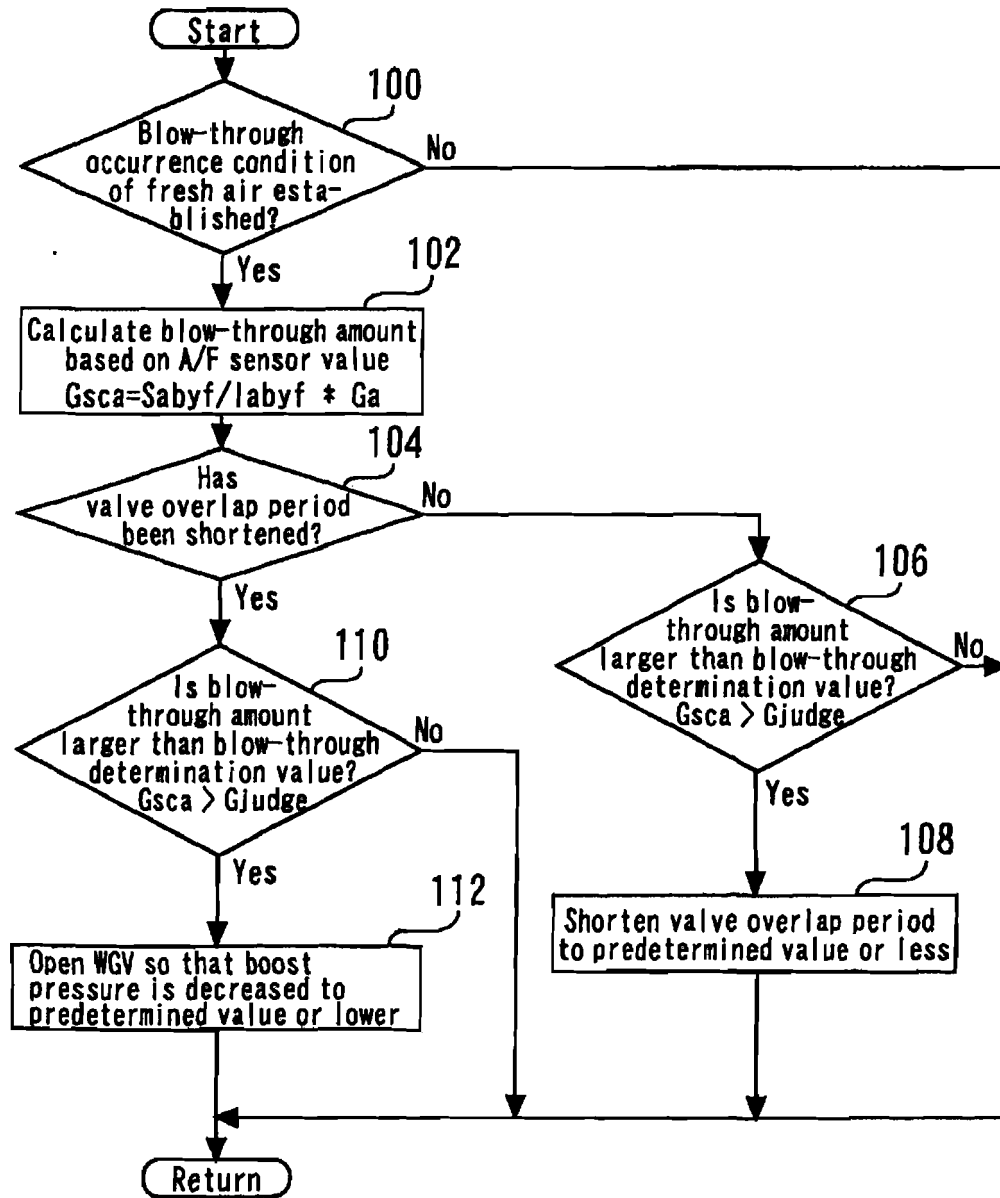 Start
100
Blow-through
occurrence condition
of fresh air esta-
blished?
No
Yes
102
Calculate blow-through amount
based on A/F sensor value
Gsca=Sabyf/Iabyf * Ga
104
Has
valve overlap period
been shortened?
No
Yes
106
Is blow-
through amount
larger than blow-through
determination value?
Gsca > Gjudge
No
Yes
110
Is blow-
through amount
larger than blow-through
determination value?
Gsca > Gjudge
No
Yes
108
Shorten valve overlap period
to predetermined value or less
112
Open WGV so that boost
pressure is decreased to
predetermined value or lower
Return